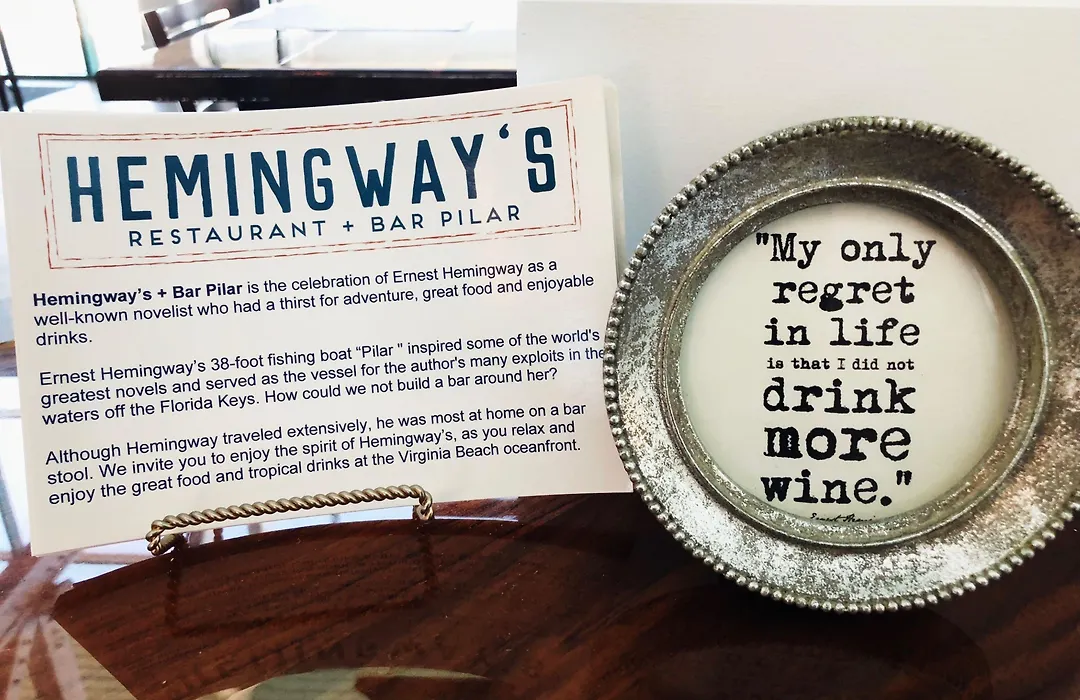 HEMINGWAY‘S
RESTAURANT + BAR PILAR
Hemingway's + Bar Pilar is the celebration of Ernest Hemingway as a
well-known novelist who had a thirst for adventure, great food and enjoyable
drinks.
Ernest Hemingway's 38-foot fishing boat “Pilar ” inspired some of the world's
greatest novels and served as the vessel for the author's many exploits in the
waters off the Florida Keys. How could we not build a bar around her?
Although Hemingway traveled extensively, he was most at home on a bar
stool. We invite you to enjoy the spirit of Hemingway's, as you relax and
enjoy the great food and tropical drinks at the Virginia Beach oceanfront.
"My only
regret
in life
is that I did not
drink
more
wine."